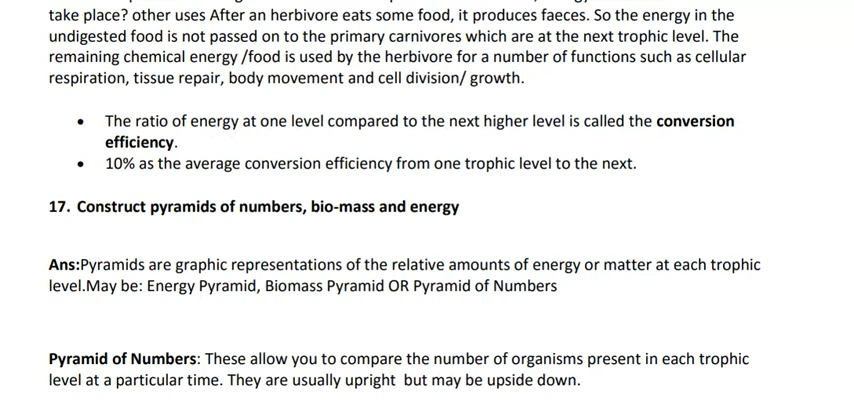 take place? other uses After an herbivore eats some food, it produces faeces. So the energy in the
undigested food is not passed on to the primary carnivores which are at the next trophic level. The
remaining chemical energy /food is used by the herbivore for a number of functions such as cellular
respiration, tissue repair, body movement and cell division/ growth.
• The ratio of energy at one level compared to the next higher level is called the conversion
efficiency.
• 10% as the average conversion efficiency from one trophic level to the next.
17. Construct pyramids of numbers, bio-mass and energy
Ans:Pyramids are graphic representations of the relative amounts of energy or matter at each trophic
level.May be: Energy Pyramid, Biomass Pyramid OR Pyramid of Numbers
Pyramid of Numbers: These allow you to compare the number of organisms present in each trophic
level at a particular time. They are usually upright but may be upside down.